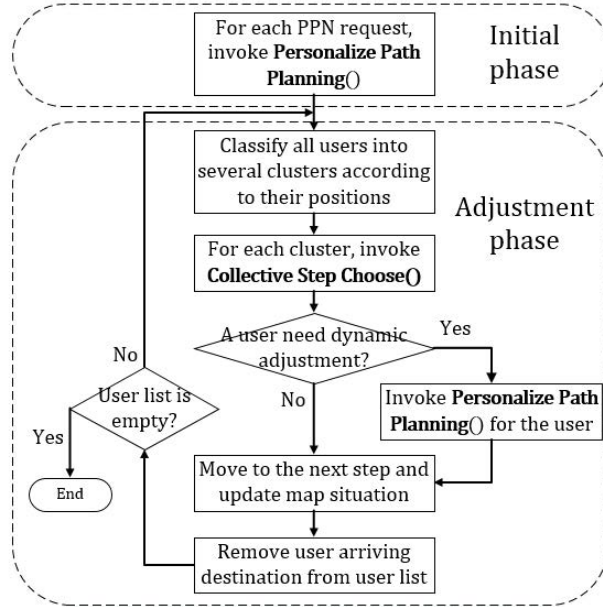 For each PPN request,
invoke Personalize Path
Planning()
Initial
phase
Classify all users into
several clusters according
to their positions
Adjustment
phase
For each cluster, invoke
Collective Step Choose()
A user need dynamic
adjustment?
Yes
No
Invoke Personalize Path
Planning() for the user
No
User list is
empty?
Yes
End
Move to the next step and
update map situation
Remove user arriving
destination from user list